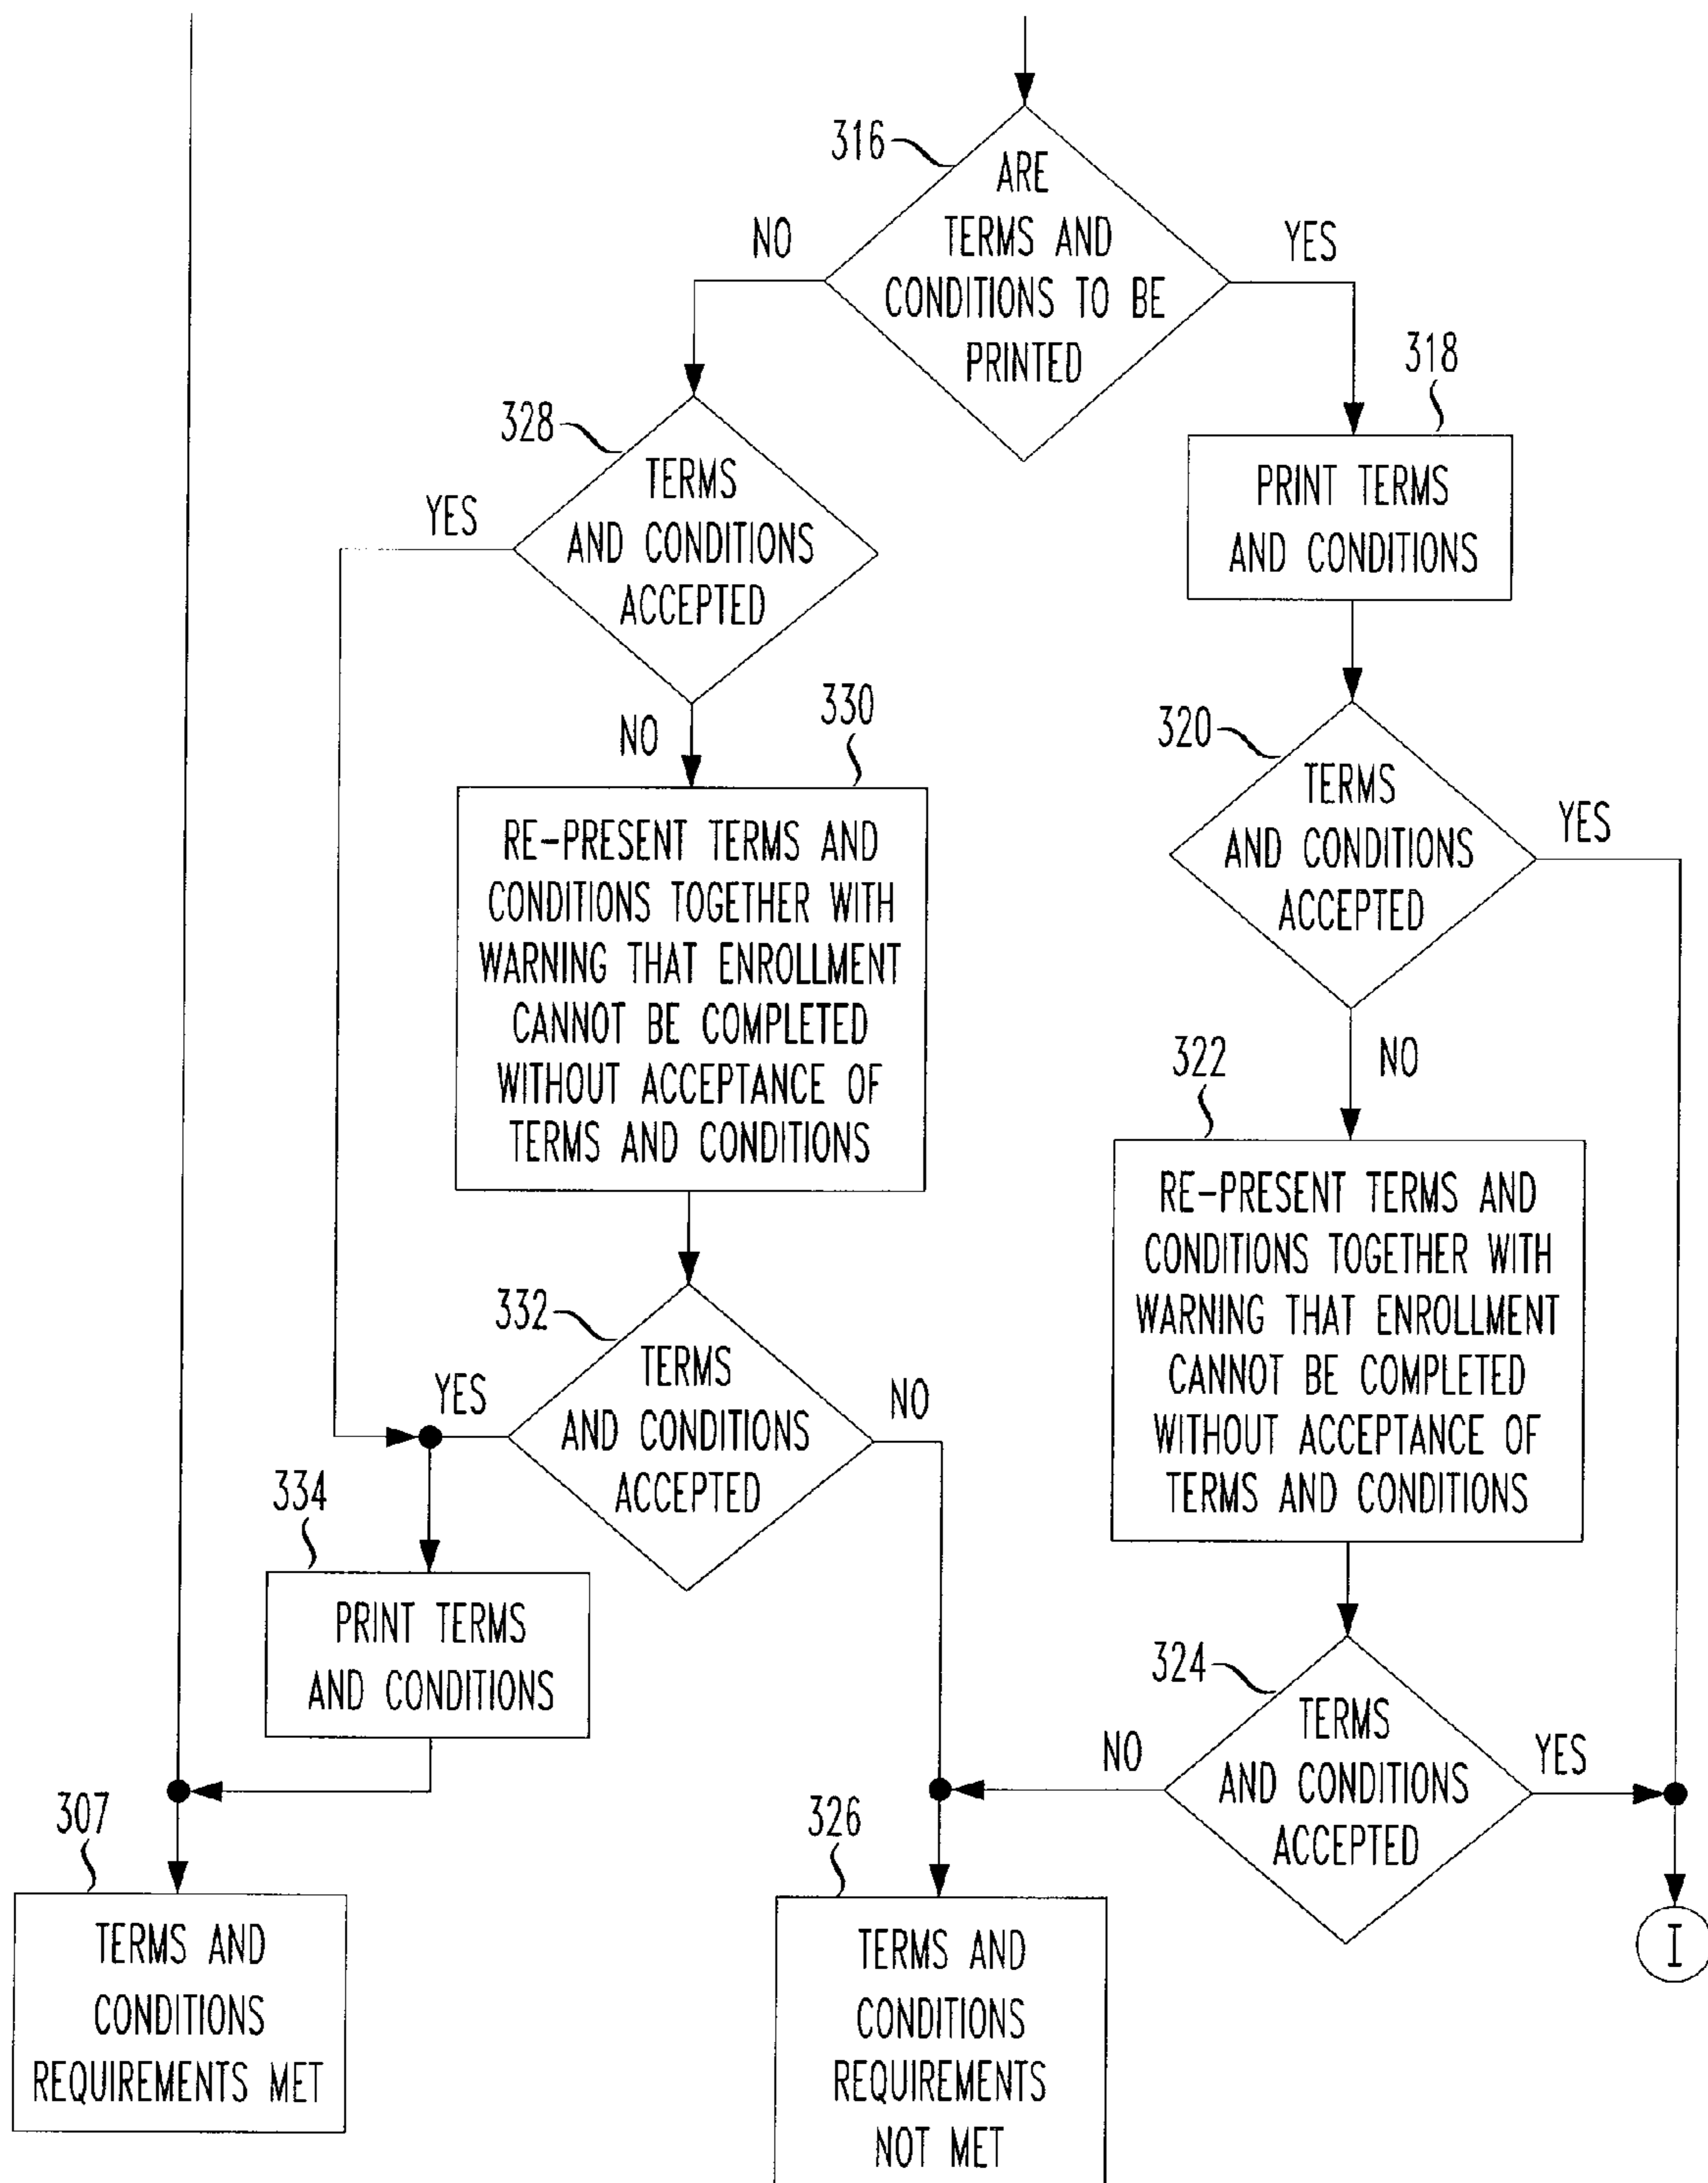 316
ARE
TERMS AND
CONDITIONS TO BE
PRINTED
NO
YES
328
TERMS
AND CONDITIONS
ACCEPTED
YES
NO
318
PRINT TERMS
AND CONDITIONS
330
RE-PRESENT TERMS AND
CONDITIONS TOGETHER WITH
WARNING THAT ENROLLMENT
CANNOT BE COMPLETED
WITHOUT ACCEPTANCE OF
TERMS AND CONDITIONS
320
TERMS
AND CONDITIONS
ACCEPTED
YES
NO
322
RE-PRESENT TERMS AND
CONDITIONS TOGETHER WITH
WARNING THAT ENROLLMENT
CANNOT BE COMPLETED
WITHOUT ACCEPTANCE OF
TERMS AND CONDITIONS
332
TERMS
AND CONDITIONS
ACCEPTED
YES
NO
334
PRINT TERMS
AND CONDITIONS
324
TERMS
AND CONDITIONS
ACCEPTED
NO
YES
307
TERMS AND
CONDITIONS
REQUIREMENTS MET
326
TERMS AND
CONDITIONS
REQUIREMENTS
NOT MET
I